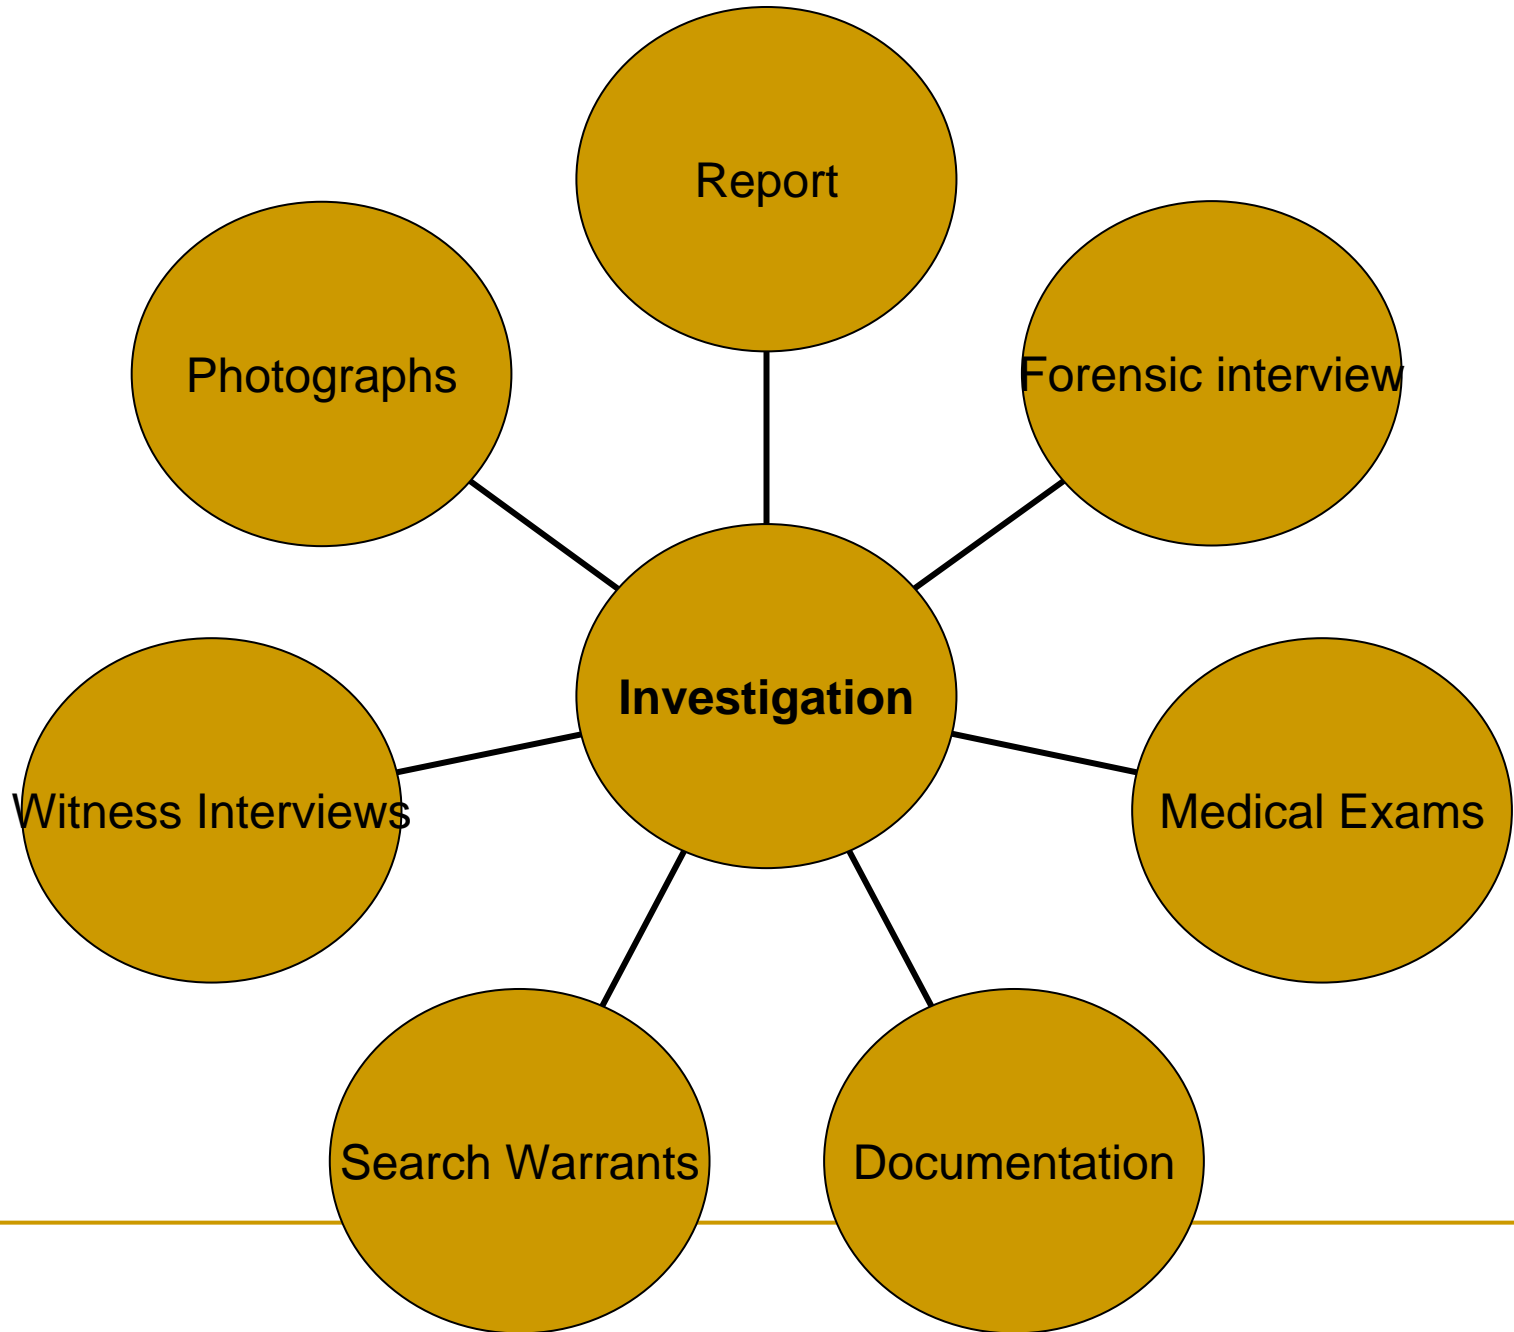 Report
Photographs
Forensic interview
Investigation
Witness Interviews
Medical Exams
Search Warrants
Documentation